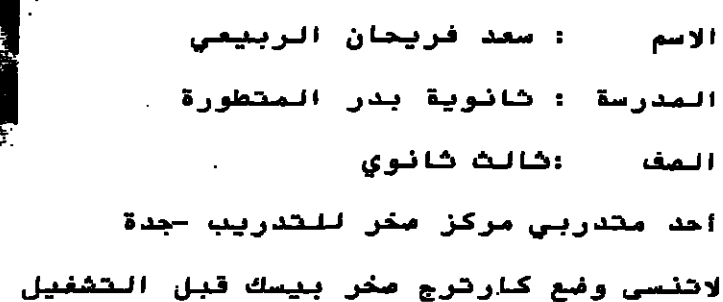 الاسم : سعد فريحان الربيعي
المدرسة : ثانوية بدر المتطورة
الصف :ثالث ثانوي
أحد متدربي مركز صخر للتدريب -جدة
لاتنسى وضع كارترج صخر بيسك قبل التشغيل